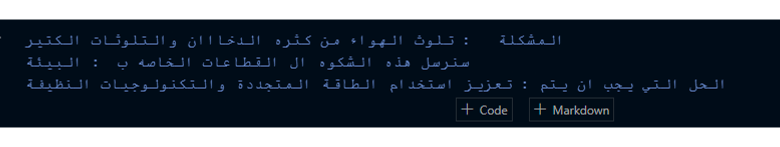 المشكلة : تلوث الهواء من كثره الدخااان والتلوثات الكتير
سنرسل هذه الشكوه ال القطاعات الخاصه ب : البيئة
الحل التي يجب ان يتم : تعزيز استخدام الطاقة المتجددة والتكنولوجيات النظيفة
+ Code + Markdown